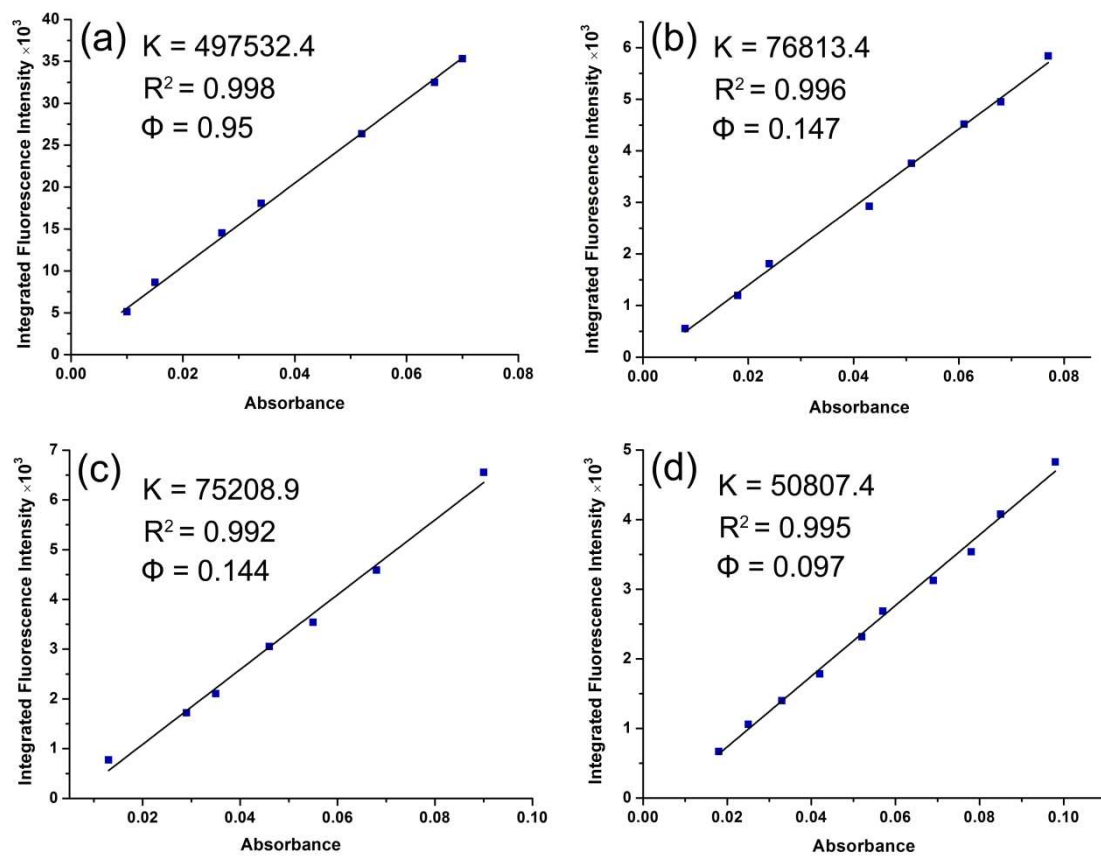 (a)
K = 497532.4
R² = 0.998
Φ = 0.95
Integrated Fluorescence Intensity ×10³
40
35
30
25
20
15
10
5
0
0.00 0.02 0.04 0.06 0.08
Absorbance
(b)
K = 76813.4
R² = 0.996
Φ = 0.147
Integrated Fluorescence Intensity ×10³
6
5
4
3
2
1
0
0.00 0.02 0.04 0.06 0.08
Absorbance
(c)
K = 75208.9
R² = 0.992
Φ = 0.144
Integrated Fluorescence Intensity ×10³
7
6
5
4
3
2
1
0
0.02 0.04 0.06 0.08 0.10
Absorbance
(d)
K = 50807.4
R² = 0.995
Φ = 0.097
Integrated Fluorescence Intensity ×10³
5
4
3
2
1
0
0.00 0.02 0.04 0.06 0.08 0.10
Absorbance